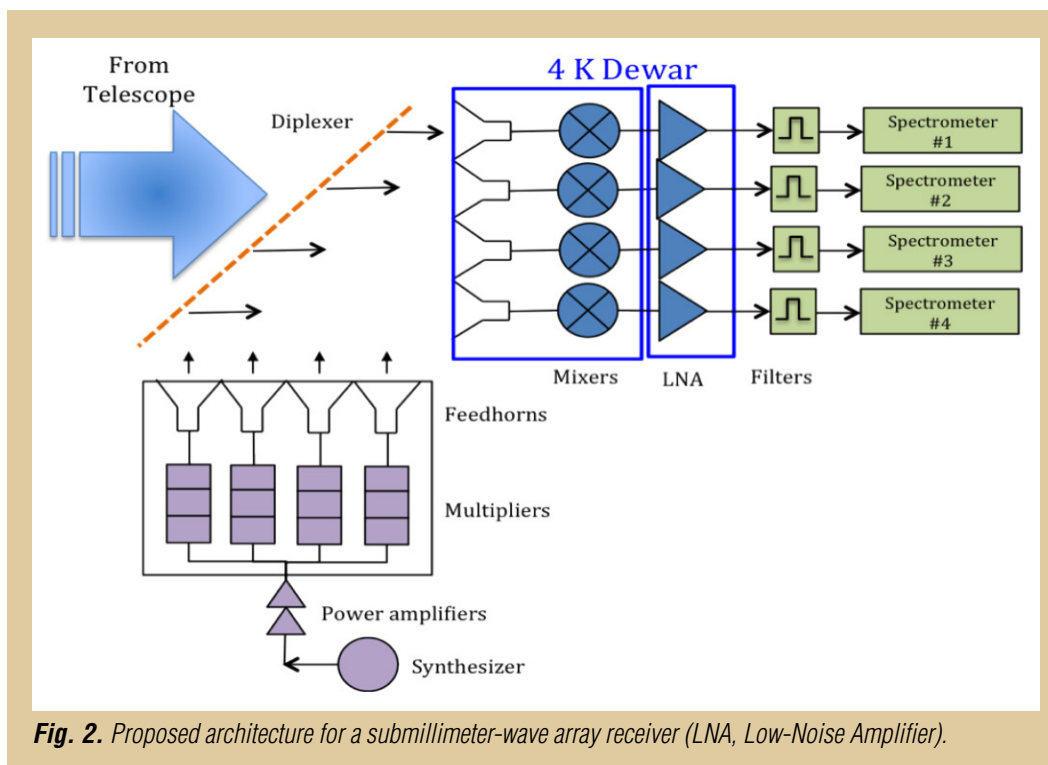 From
Telescope
Diplexer
4 K Dewar
Spectrometer
#1
Spectrometer
#2
Spectrometer
#3
Spectrometer
#4
Mixers
LNA
Filters
Feedhorns
Multipliers
Power amplifiers
Synthesizer
Fig. 2. Proposed architecture for a submillimeter-wave array receiver (LNA, Low-Noise Amplifier).